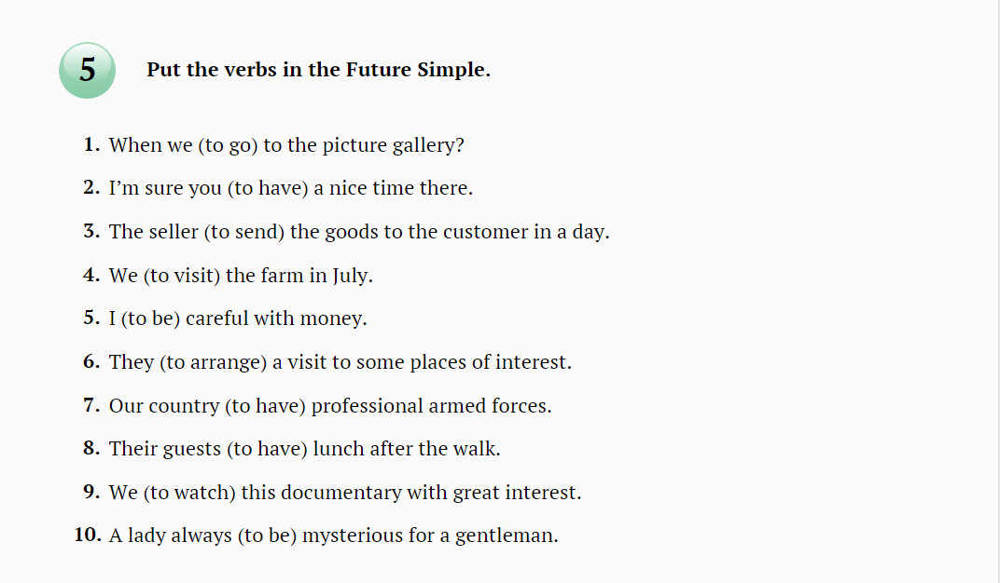 5 Put the verbs in the Future Simple.
1. When we (to go) to the picture gallery?
2. I’m sure you (to have) a nice time there.
3. The seller (to send) the goods to the customer in a day.
4. We (to visit) the farm in July.
5. I (to be) careful with money.
6. They (to arrange) a visit to some places of interest.
7. Our country (to have) professional armed forces.
8. Their guests (to have) lunch after the walk.
9. We (to watch) this documentary with great interest.
10. A lady always (to be) mysterious for a gentleman.